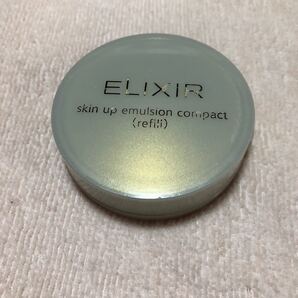 ELIXIR
skin up emulsion compact
(refill)